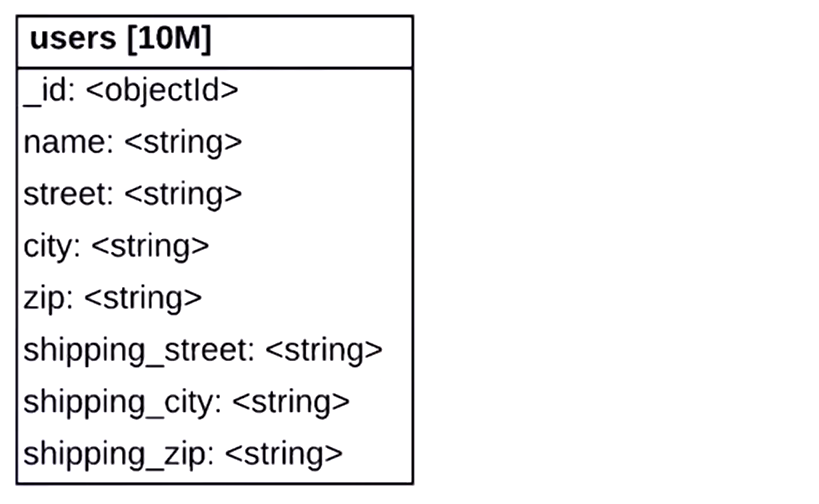 users [10M]
_id: <objectId>
name: <string>
street: <string>
city: <string>
zip: <string>
shipping_street: <string>
shipping_city: <string>
shipping_zip: <string>